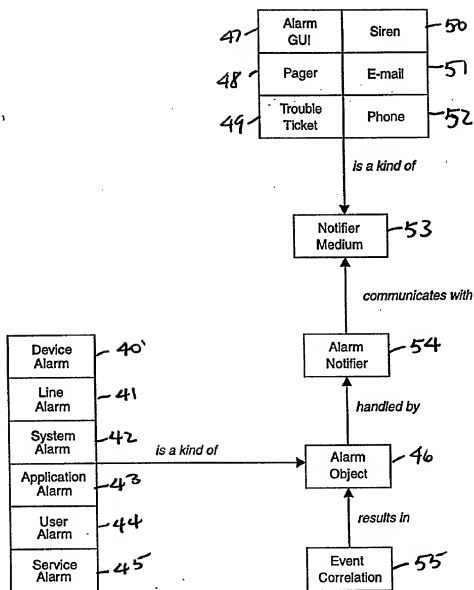 47
Alarm
GUI
Siren
50
48
Pager
E-mail
51
49
Trouble
Ticket
Phone
52
is a kind of
Notifier
Medium
53
communicates with
Alarm
Notifier
54
handled by
Device
Alarm
40
Line
Alarm
41
System
Alarm
42
is a kind of
Application
Alarm
43
Alarm
Object
46
User
Alarm
44
results in
Service
Alarm
45
Event
Correlation
55